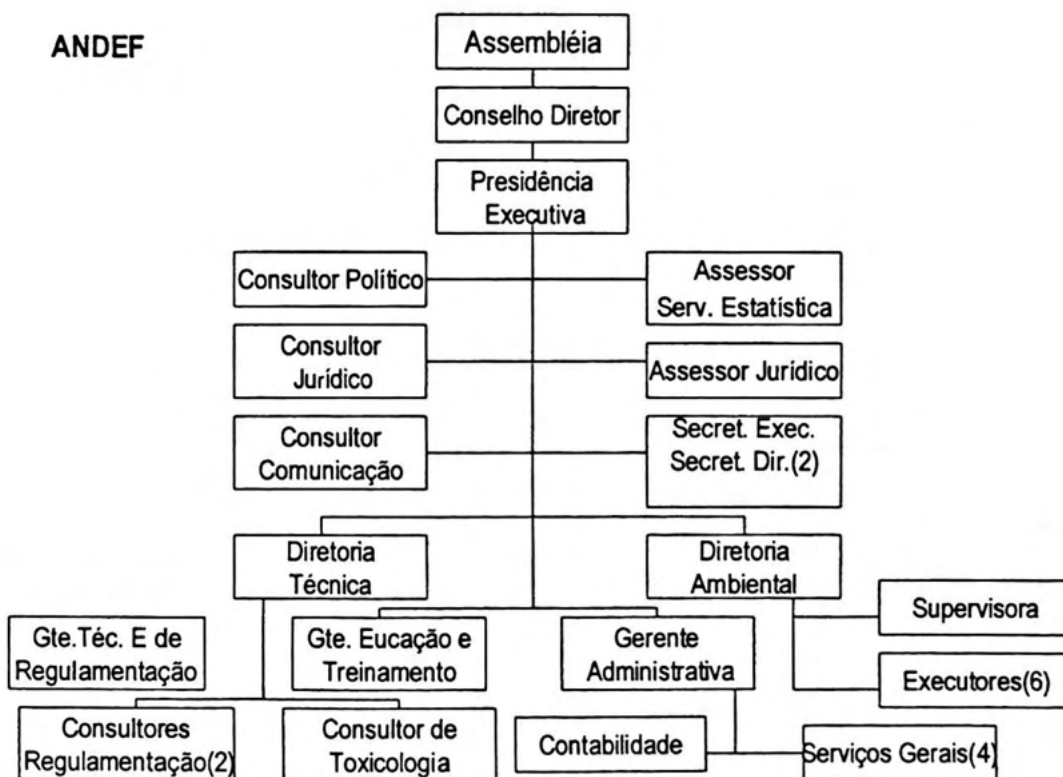 ANDEF
Assembléia
Conselho Diretor
Presidência
Executiva
Consultor Político
Assessor
Serv. Estatística
Consultor
Jurídico
Assessor Jurídico
Consultor
Comunicação
Secret. Exec.
Secret. Dir.(2)
Diretoria
Técnica
Diretoria
Ambiental
Supervisora
Gte.Téc. E de
Regulamentação
Gte. Eucação e
Treinamento
Gerente
Administrativa
Executores(6)
Consultores
Regulamentação(2)
Consultor de
Toxicologia
Contabilidade
Serviços Gerais(4)